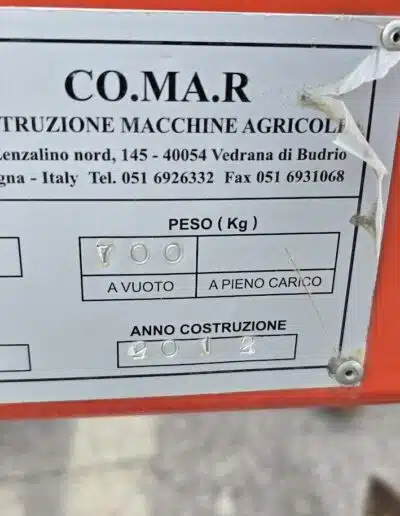 CO.MA.R
TRUZIONE MACCHINE AGRICOLE
Lenzalino nord, 145 - 40054 Vedrana di Budrio
gna - Italy Tel. 051 6926332 Fax 051 6931068
PESO ( Kg )
700
A VUOTO A PIENO CARICO
ANNO COSTRUZIONE
2012